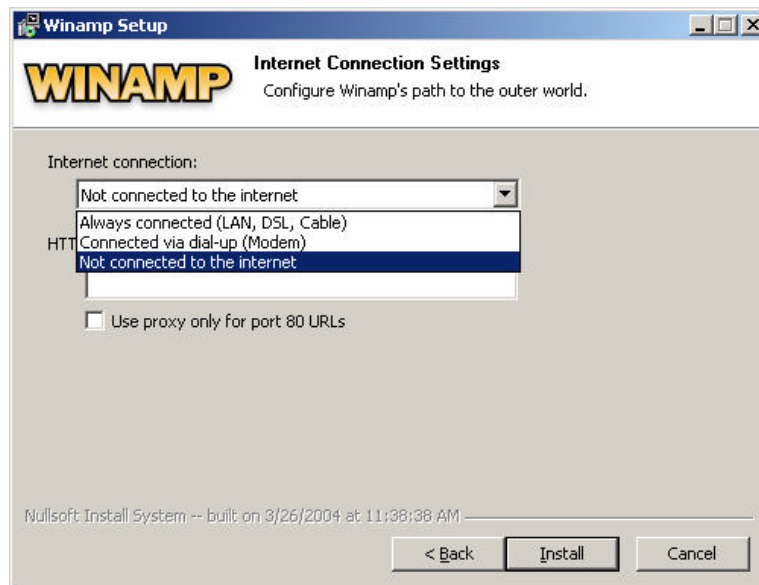 Winamp Setup
WINAMP
Internet Connection Settings
Configure Winamp's path to the outer world.
Internet connection:
Not connected to the internet
Always connected (LAN, DSL, Cable)
HTT
Connected via dial-up (Modem)
Not connected to the internet
Use proxy only for port 80 URLs
Nullsoft Install System -- built on 3/26/2004 at 11:38:38 AM
< Back
Install
Cancel